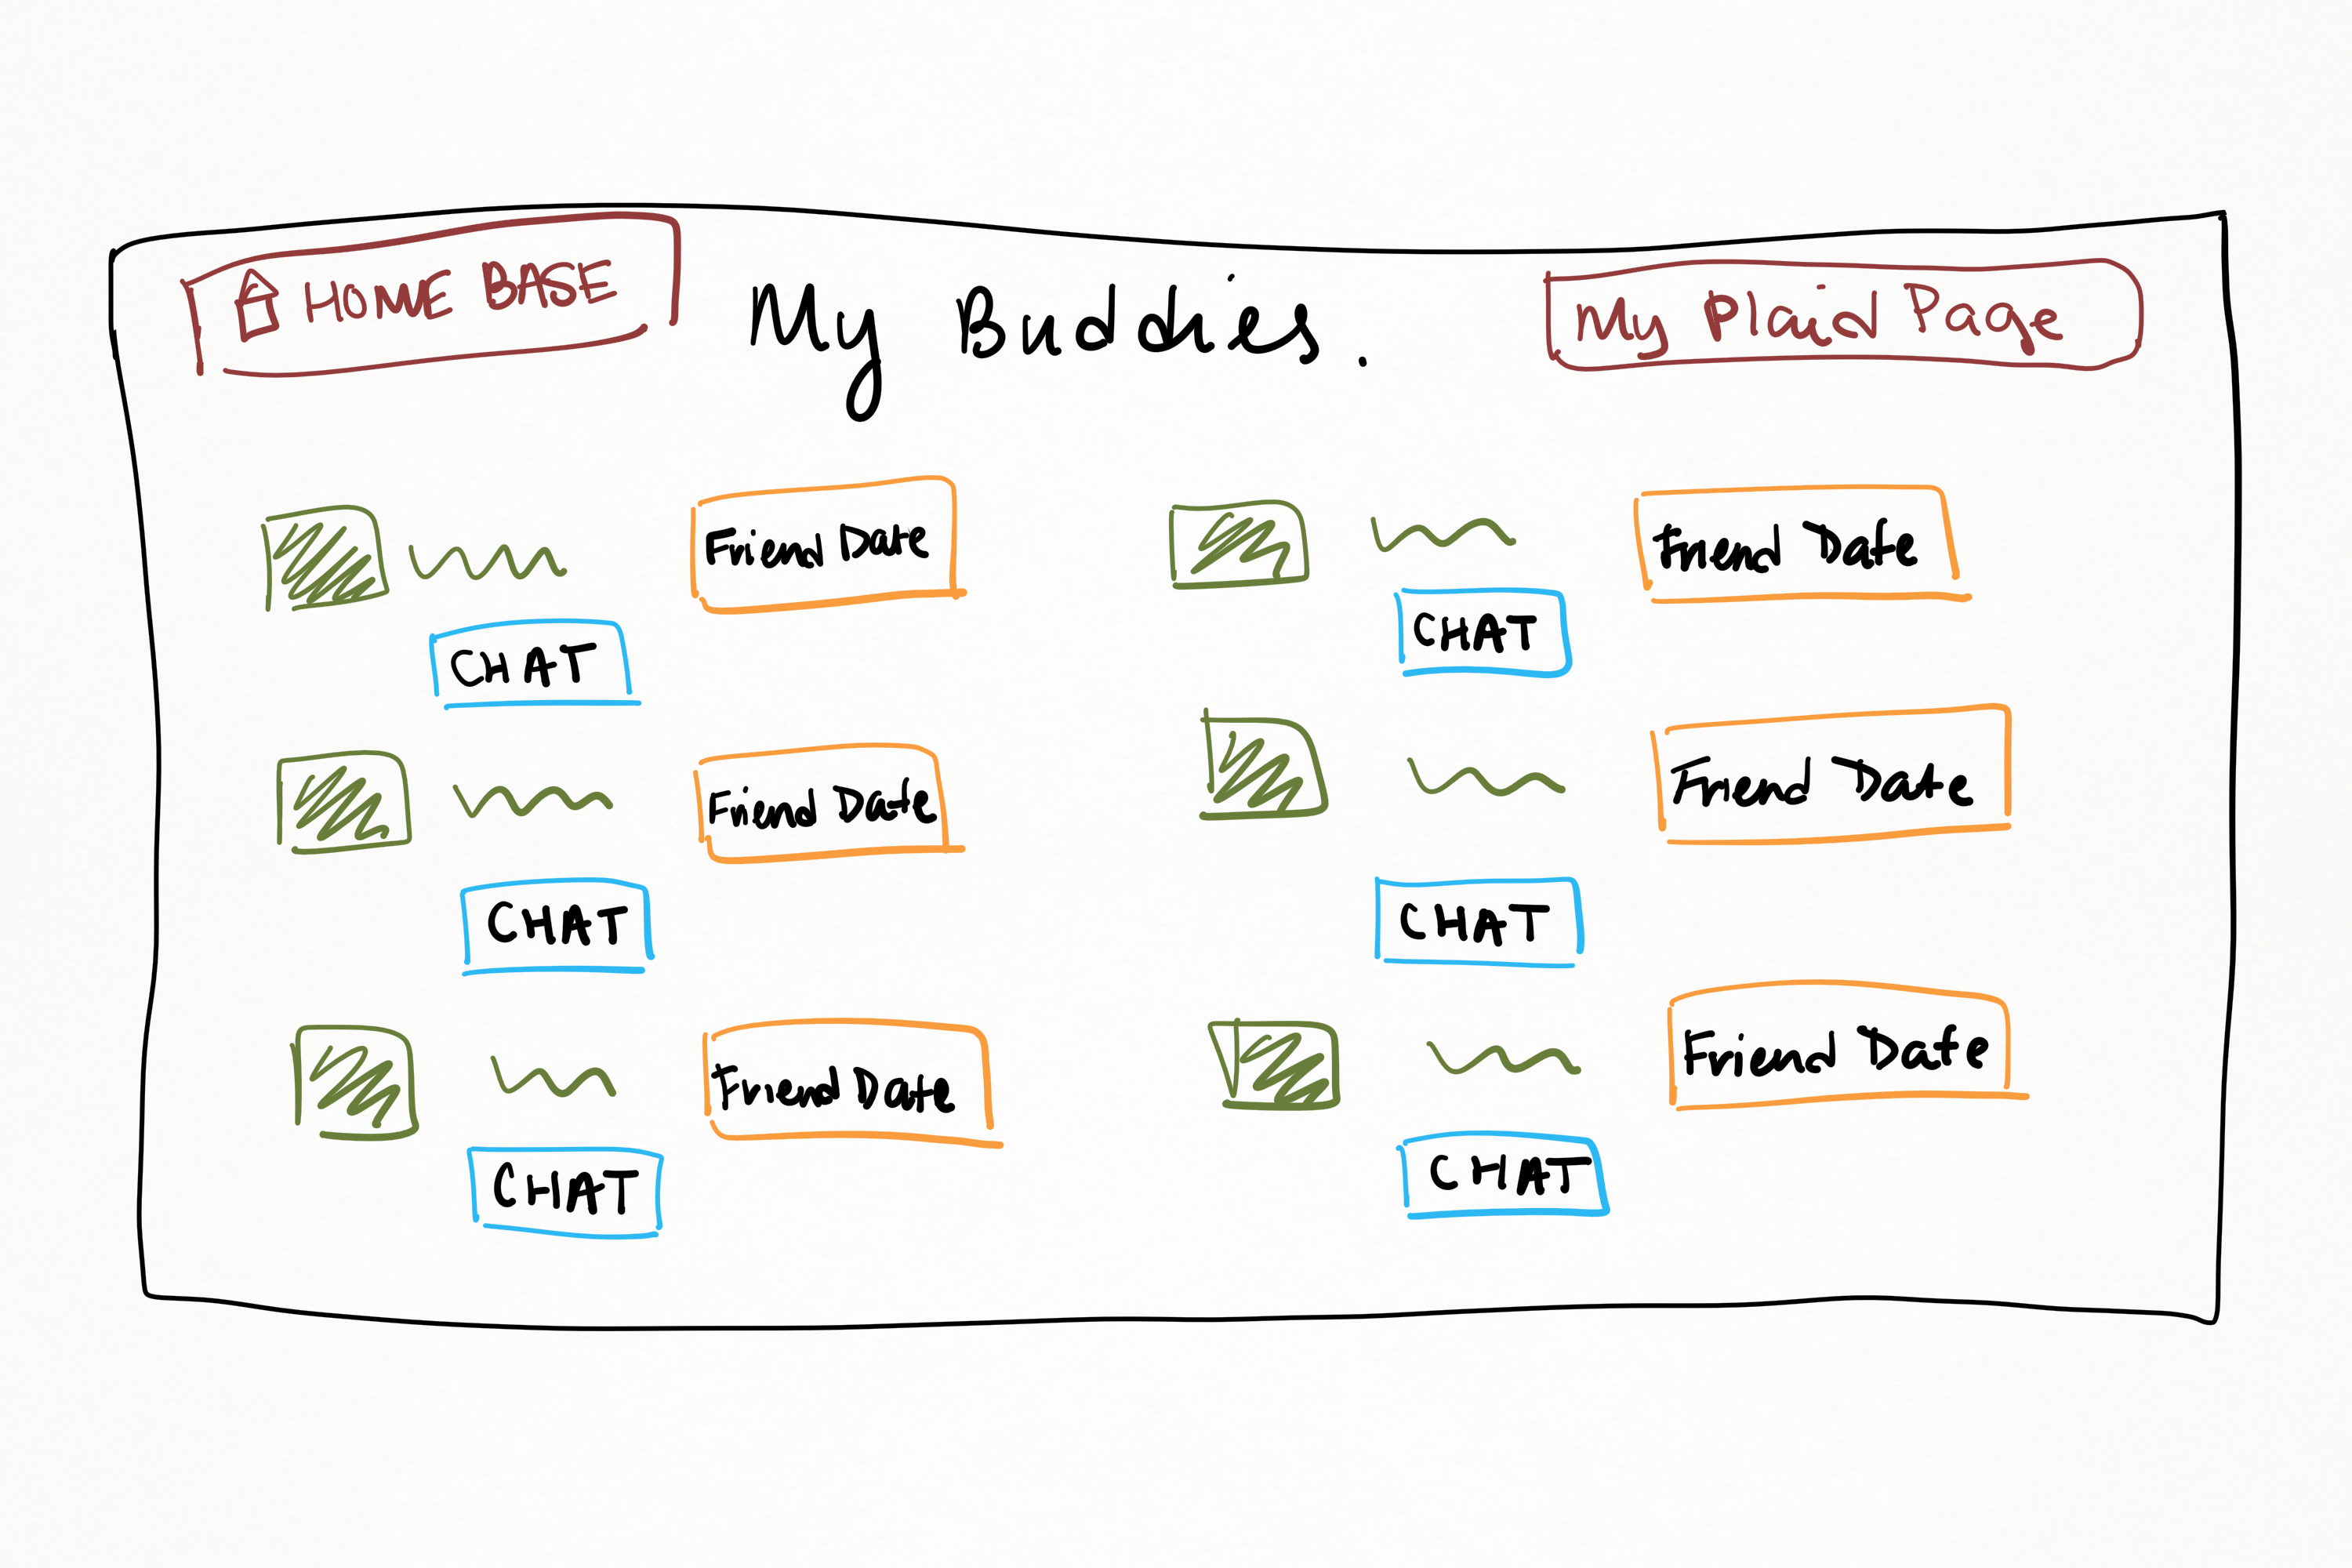 HOME BASE
My Buddies.
My Plaid Page
Friend Date
CHAT
Friend Date
CHAT
Friend Date
CHAT
Friend Date
CHAT
Friend Date
CHAT
Friend Date
CHAT